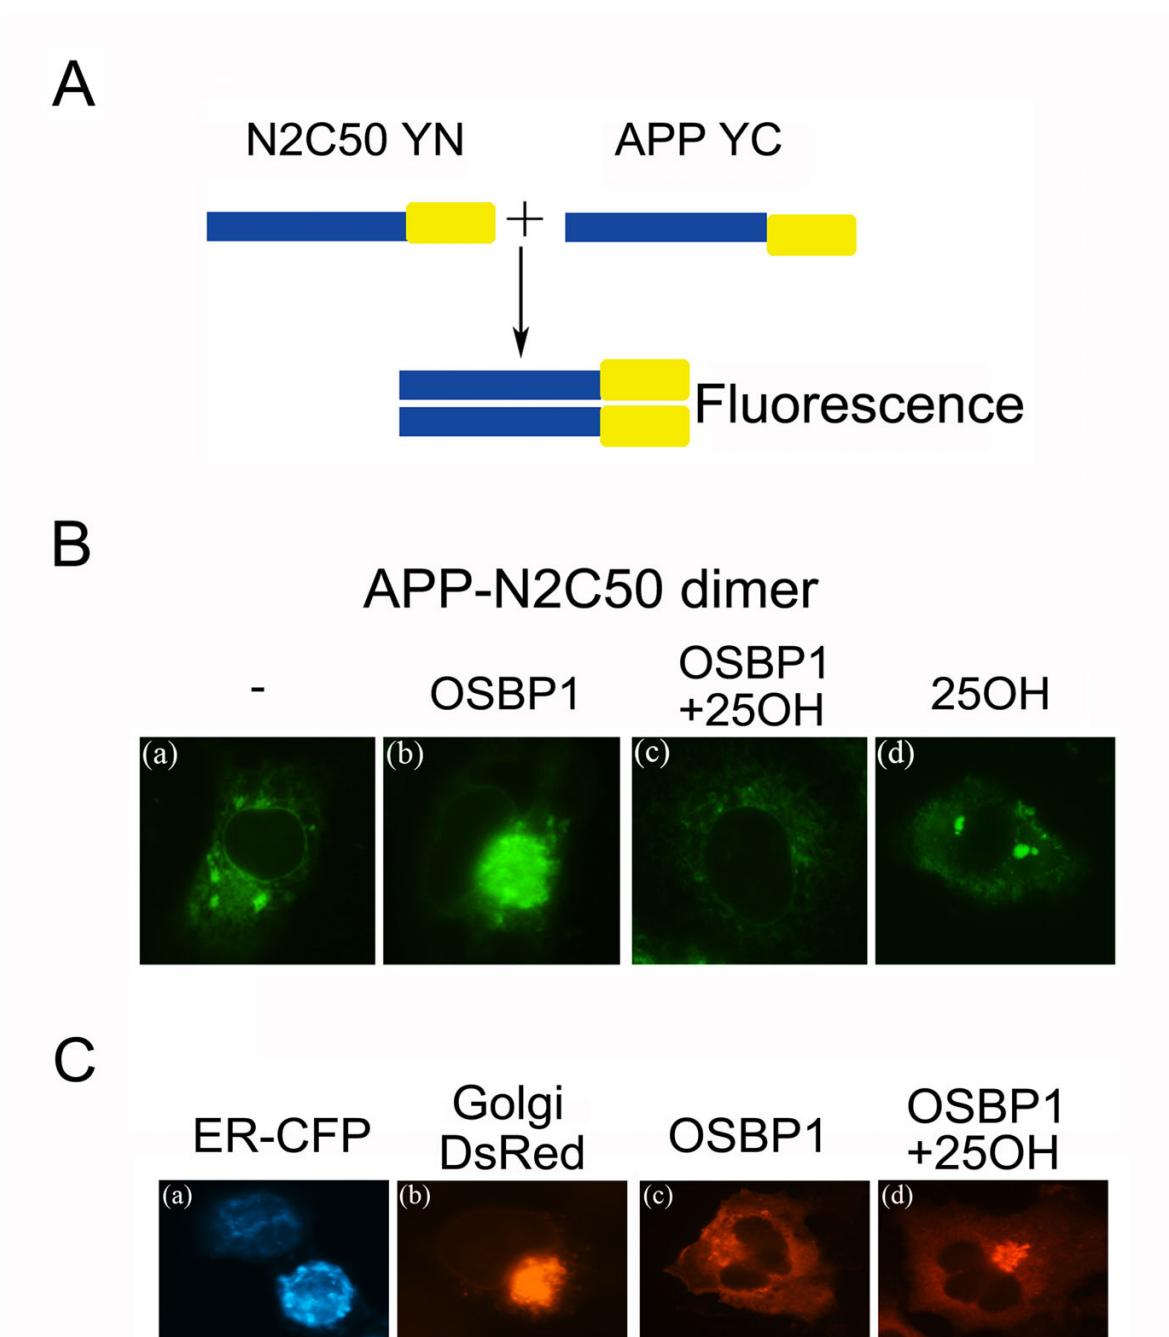 A
N2C50 YN
APP YC
+
Fluorescence
B
APP-N2C50 dimer
-
OSBP1
OSBP1
+25OH
25OH
(a)
(b)
(c)
(d)
C
ER-CFP
Golgi
DsRed
OSBP1
OSBP1
+25OH
(a)
(b)
(c)
(d)